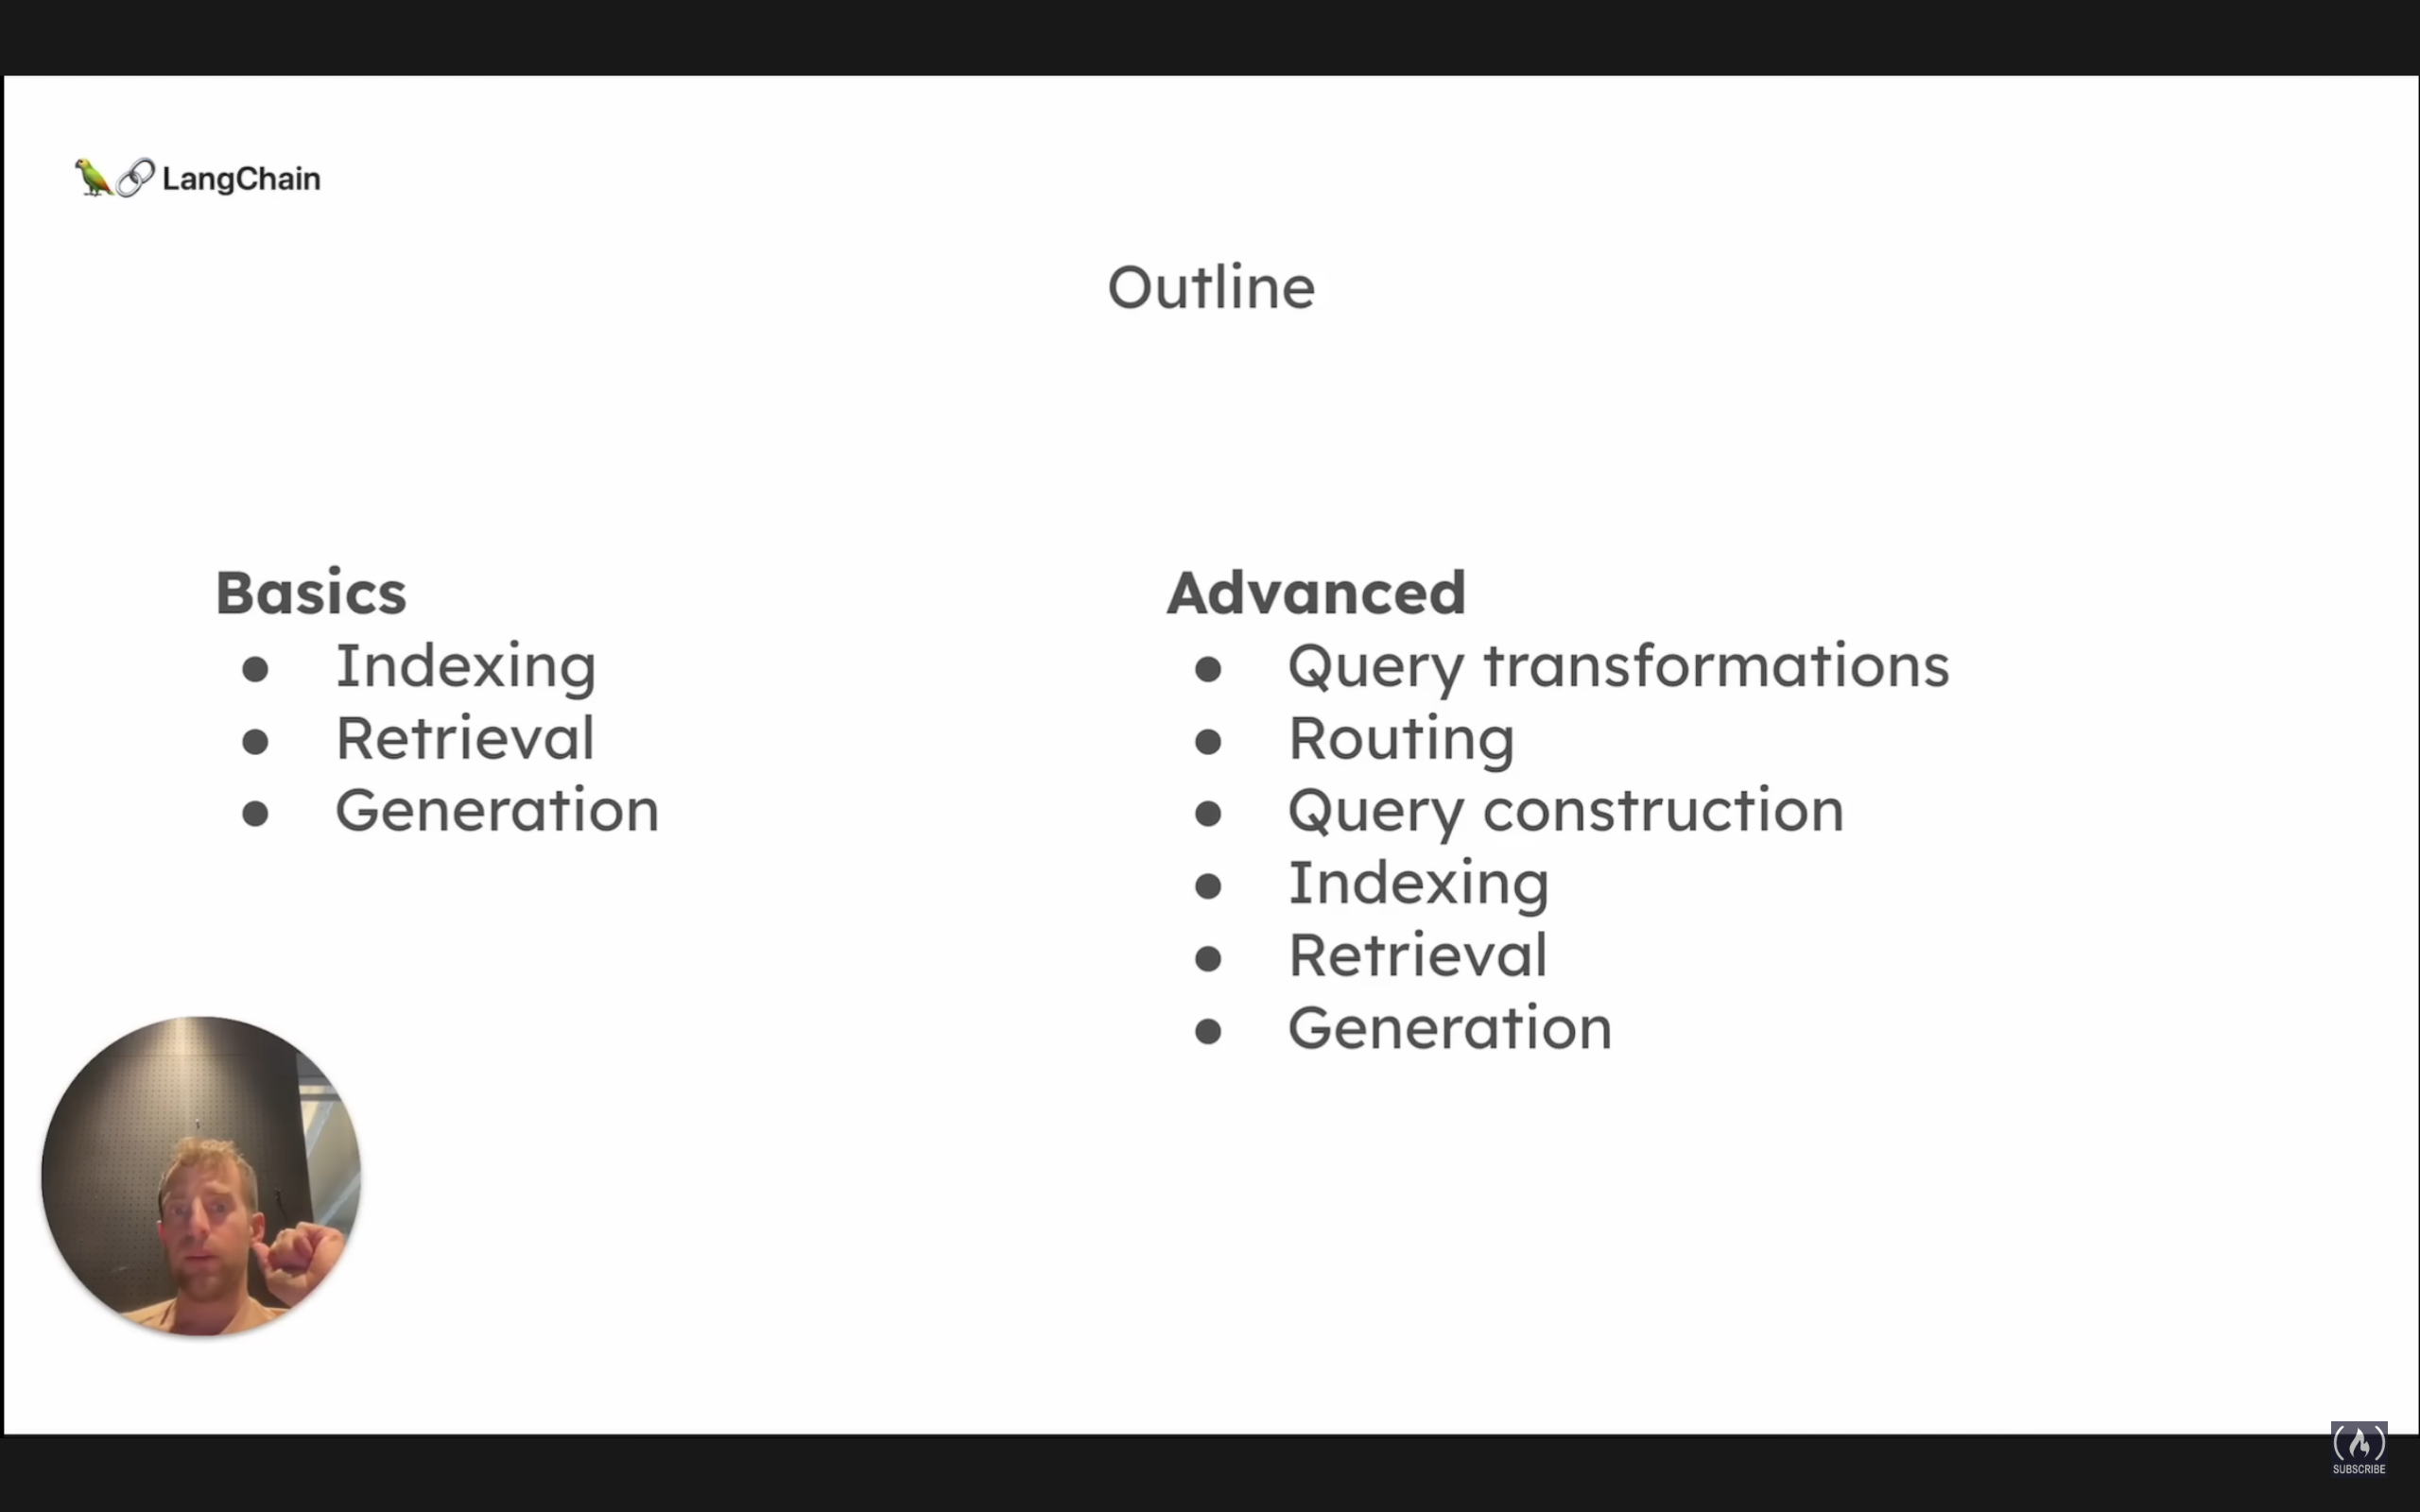 LangChain
Outline
Basics
● Indexing
● Retrieval
● Generation
Advanced
● Query transformations
● Routing
● Query construction
● Indexing
● Retrieval
● Generation
SUBSCRIBE